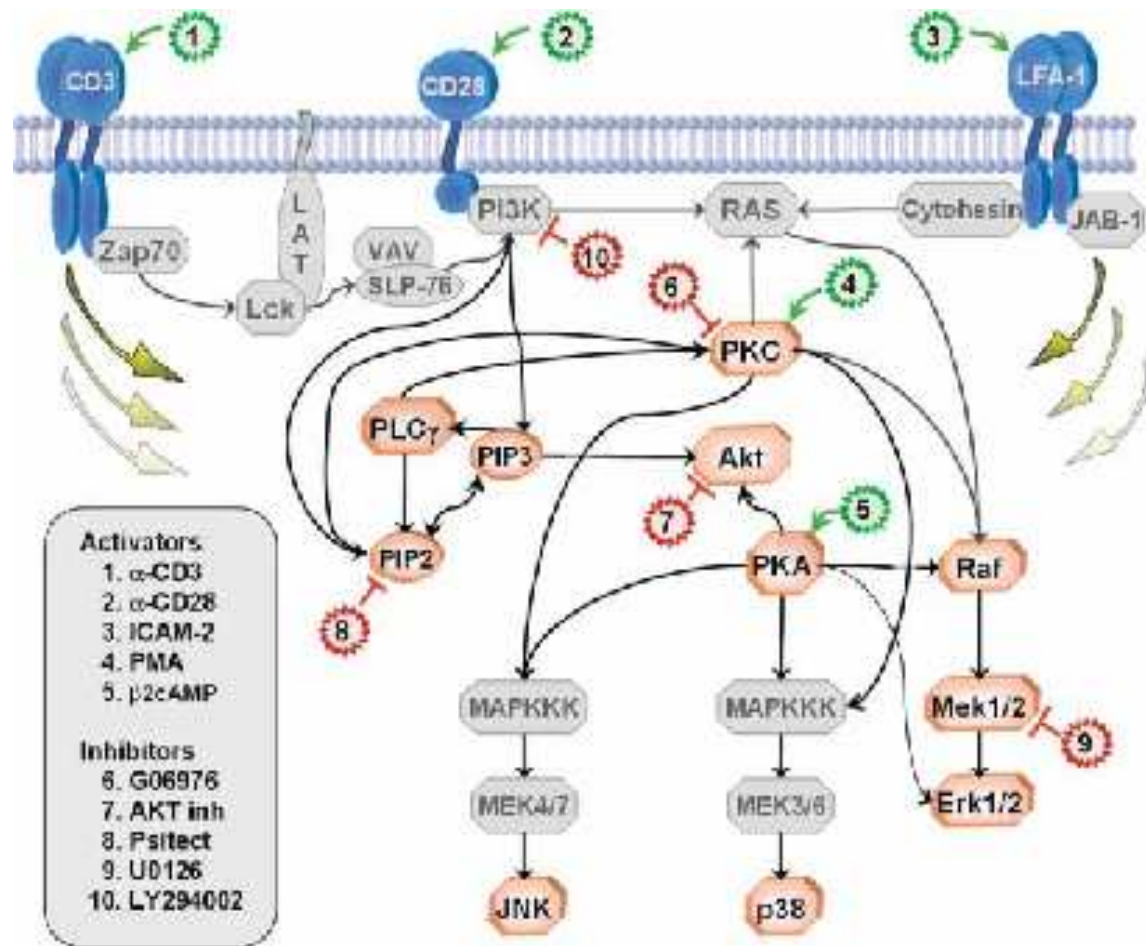 1
2
3
CD3
CD28
LFA-1
PI3K
RAS
Cytohesin
JAB-1
Zap70
L
A
T
VAV
SLP-76
Lck
10
6
4
PKC
PLCγ
PIP3
Akt
7
5
PIP2
PKA
Raf
8
MAPKKK
MAPKKK
Mek1/2
9
MEK4/7
MEK3/6
Erk1/2
JNK
p38
Activators
1. α-CD3
2. α-CD28
3. ICAM-2
4. PMA
5. β2cAMP
Inhibitors
6. G06976
7. AKT inh
8. Psitect
9. U0126
10. LY294002